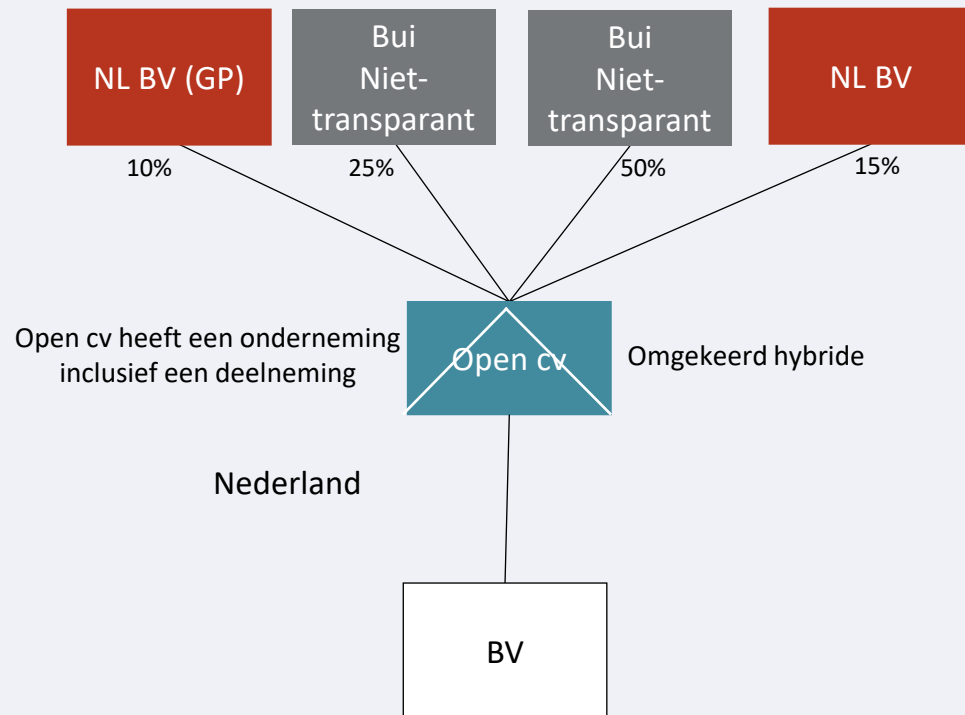 NL BV (GP)
Bui
Niet-
transparant
Bui
Niet-
transparant
NL BV
10%
25%
50%
15%
Open cv heeft een onderneming
inclusief een deelneming
Open cv
Omgekeerd hybride
Nederland
BV